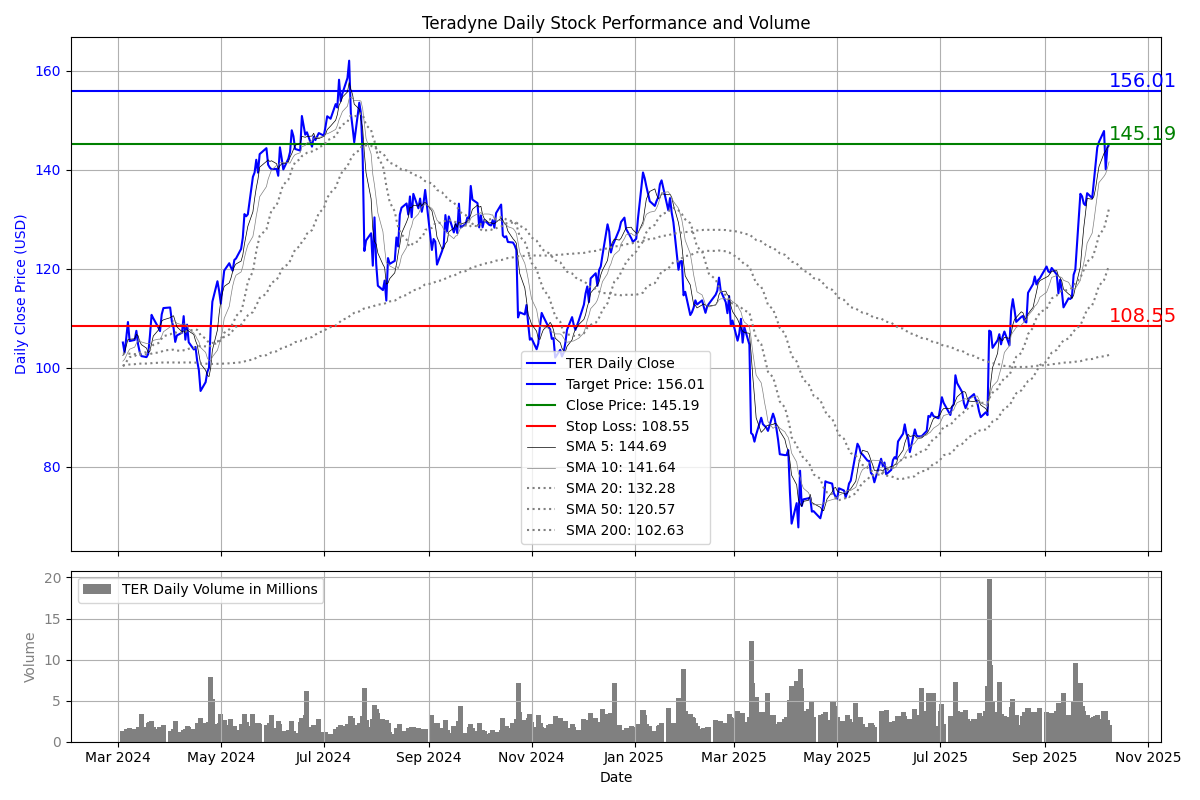 Teradyne Daily Stock Performance and Volume
Daily Close Price (USD)
160
140
120
100
80
156.01
145.19
108.55
TER Daily Close
Target Price: 156.01
Close Price: 145.19
Stop Loss: 108.55
SMA 5: 144.69
SMA 10: 141.64
SMA 20: 132.28
SMA 50: 120.57
SMA 200: 102.63
Volume
20
15
10
5
0
TER Daily Volume in Millions
Mar 2024 May 2024 Jul 2024 Sep 2024 Nov 2024 Jan 2025 Mar 2025 May 2025 Jul 2025 Sep 2025 Nov 2025
Date